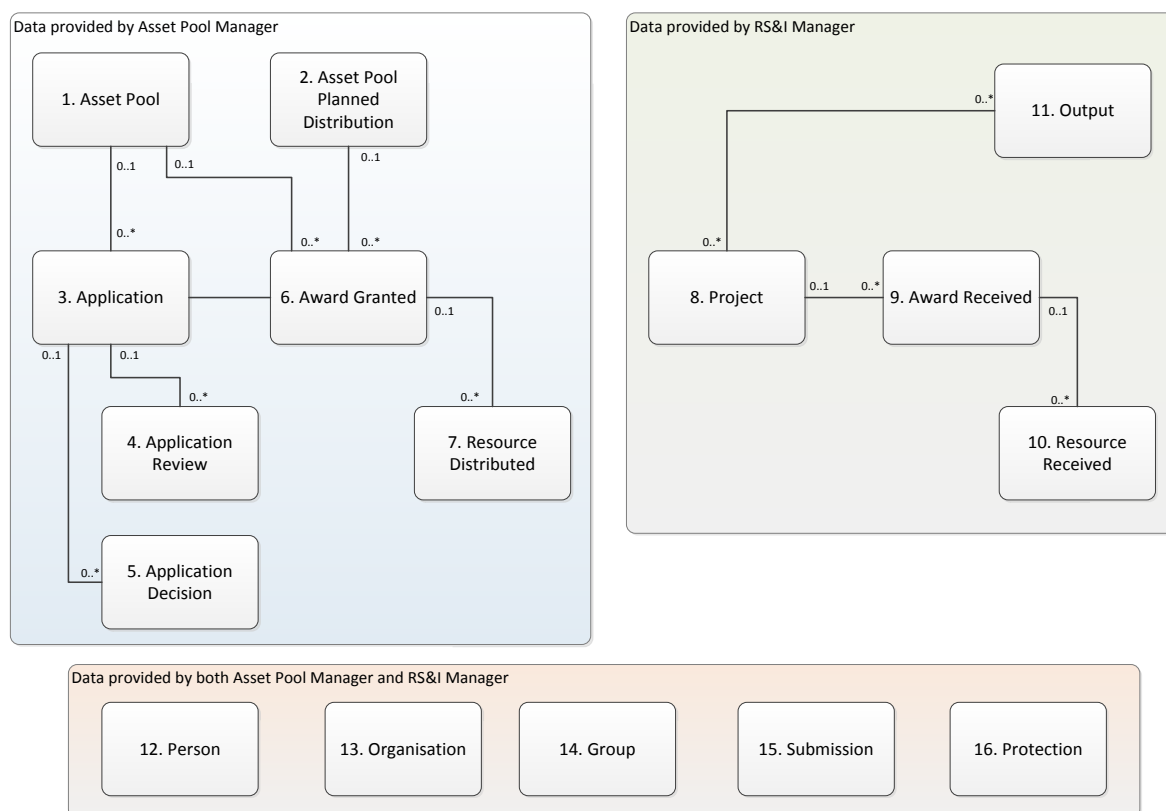 Data provided by Asset Pool Manager
1. Asset Pool
2. Asset Pool
Planned
Distribution
0..1
0..1
0..1
0..*
0..*
0..*
3. Application
6. Award Granted
0..1
0..1
0..1
0..*
0..*
4. Application
Review
7. Resource
Distributed
0..*
5. Application
Decision
Data provided by RS&I Manager
0..*
11. Output
0..*
8. Project
0..1
0..*
9. Award Received
0..1
0..*
10. Resource
Received
Data provided by both Asset Pool Manager and RS&I Manager
12. Person
13. Organisation
14. Group
15. Submission
16. Protection